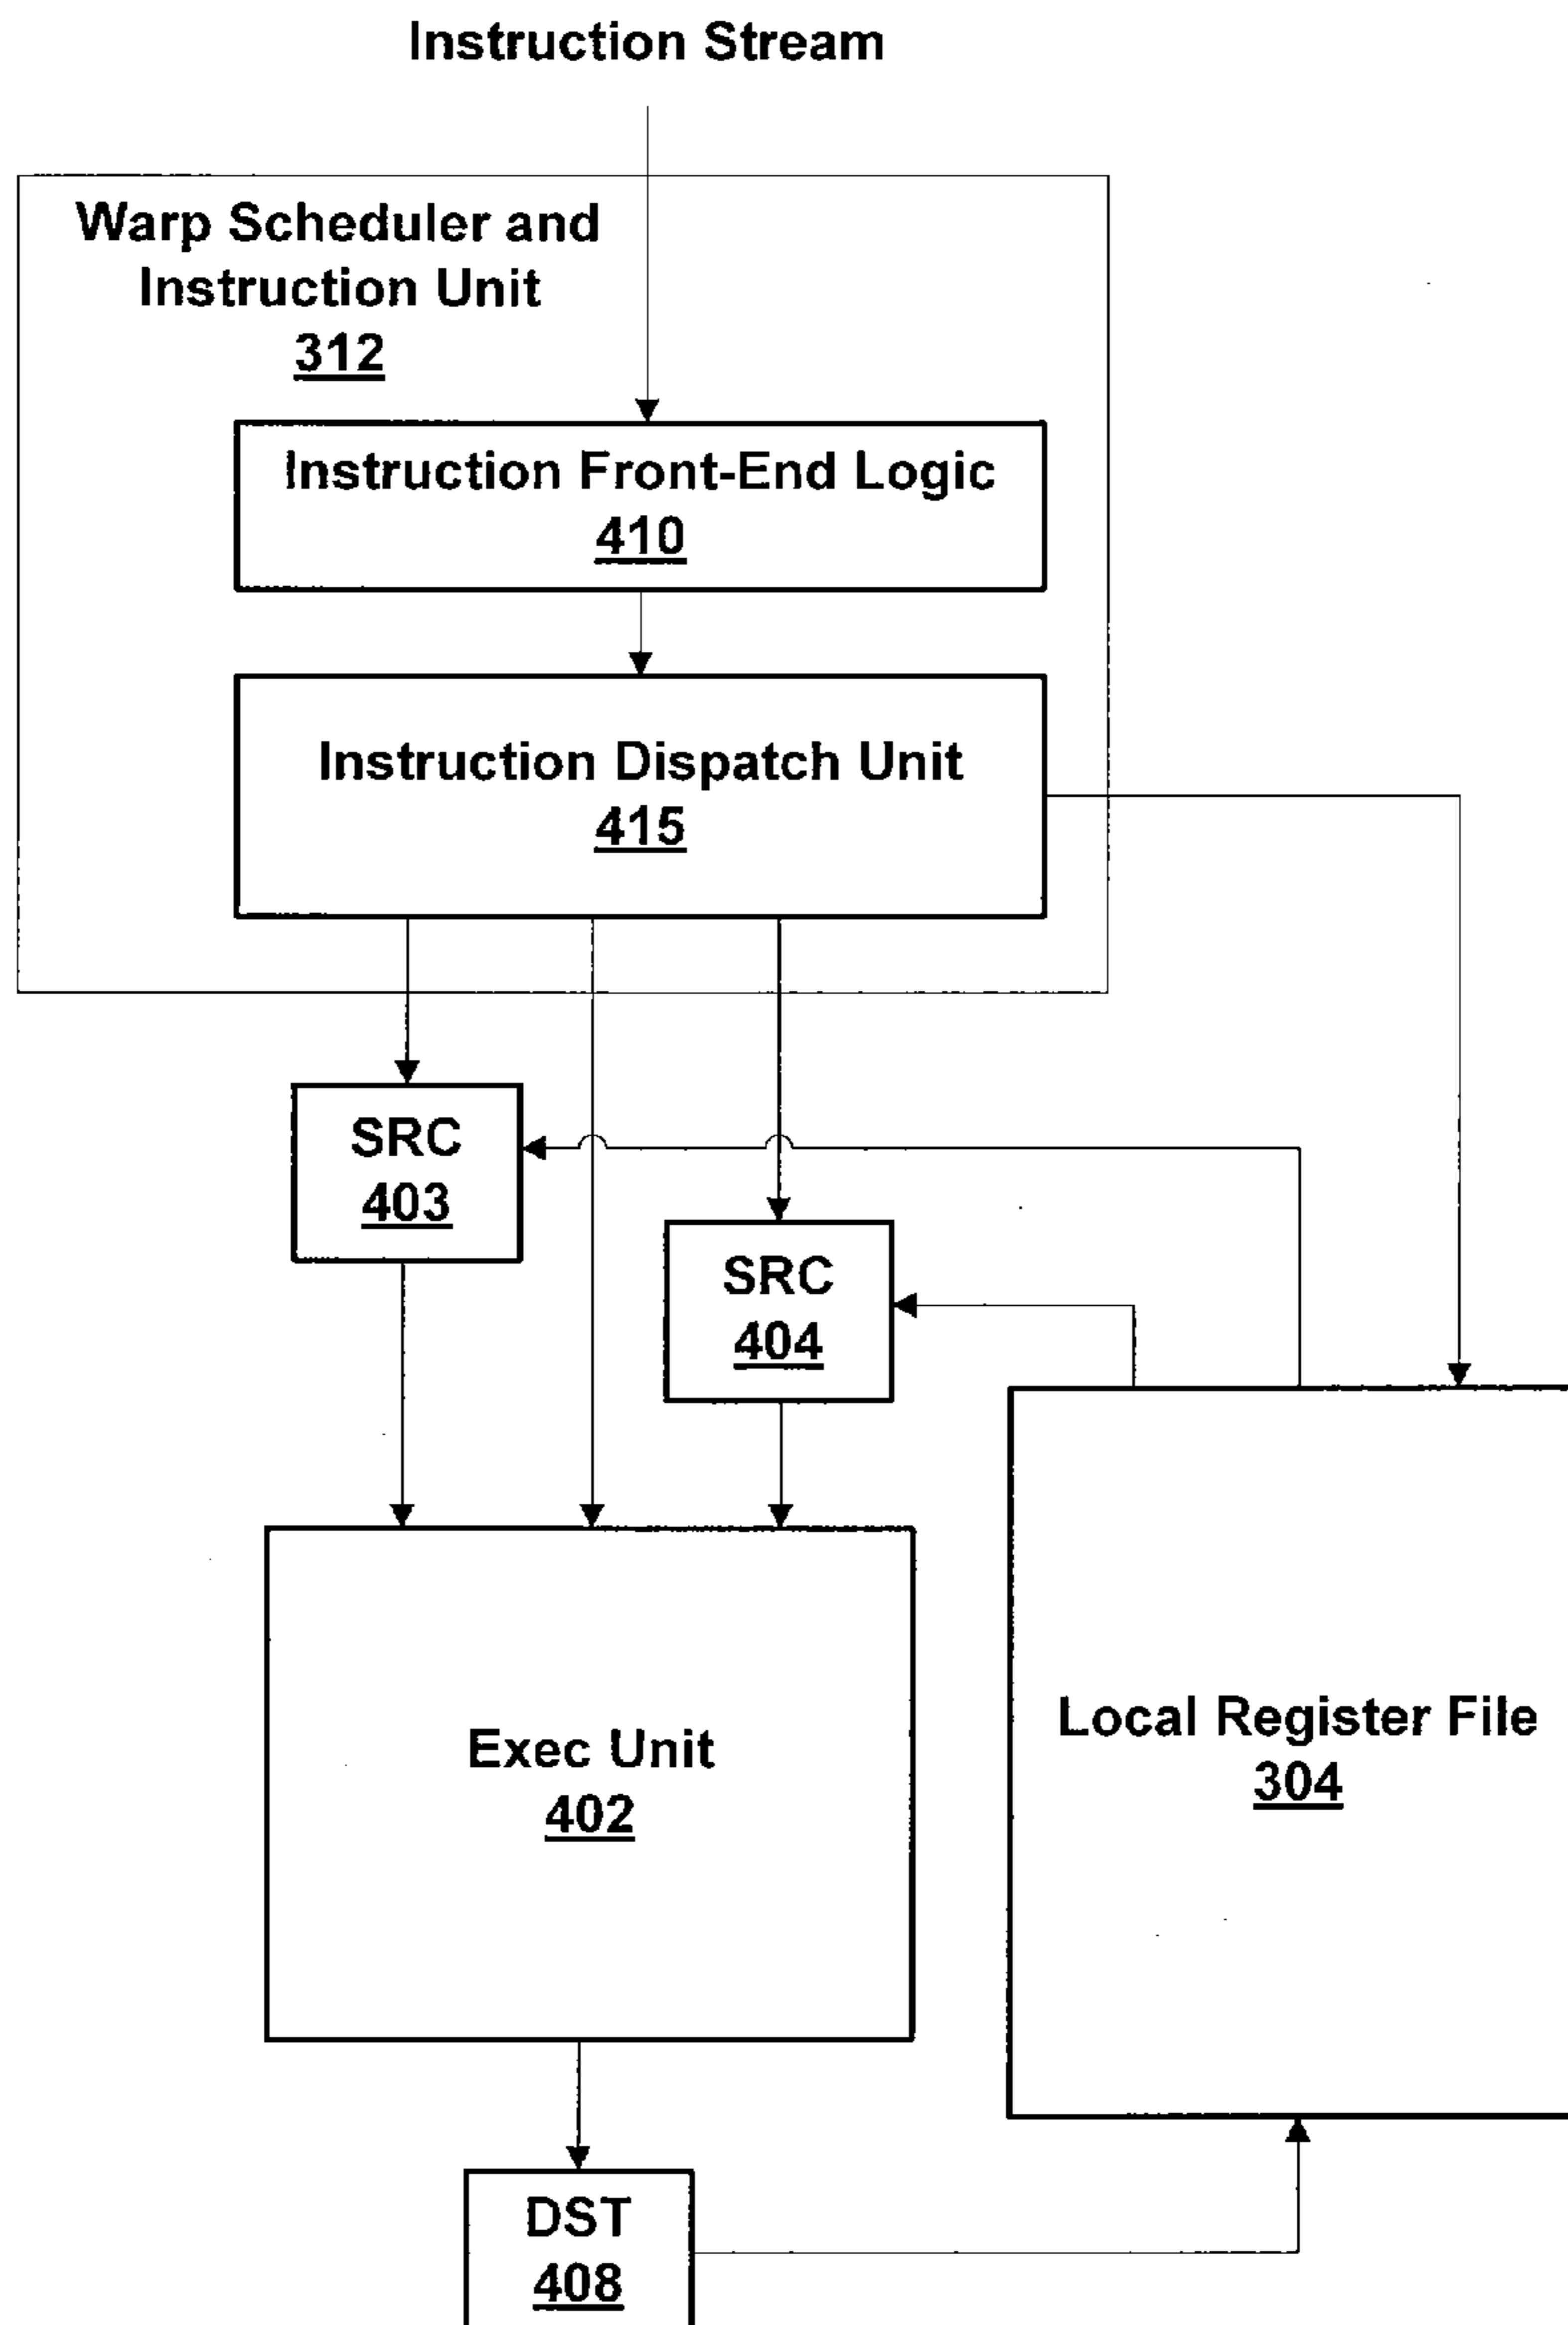 Instruction Stream
Warp Scheduler and
Instruction Unit
312
Instruction Front-End Logic
410
Instruction Dispatch Unit
415
SRC
403
SRC
404
Exec Unit
402
Local Register File
304
DST
408